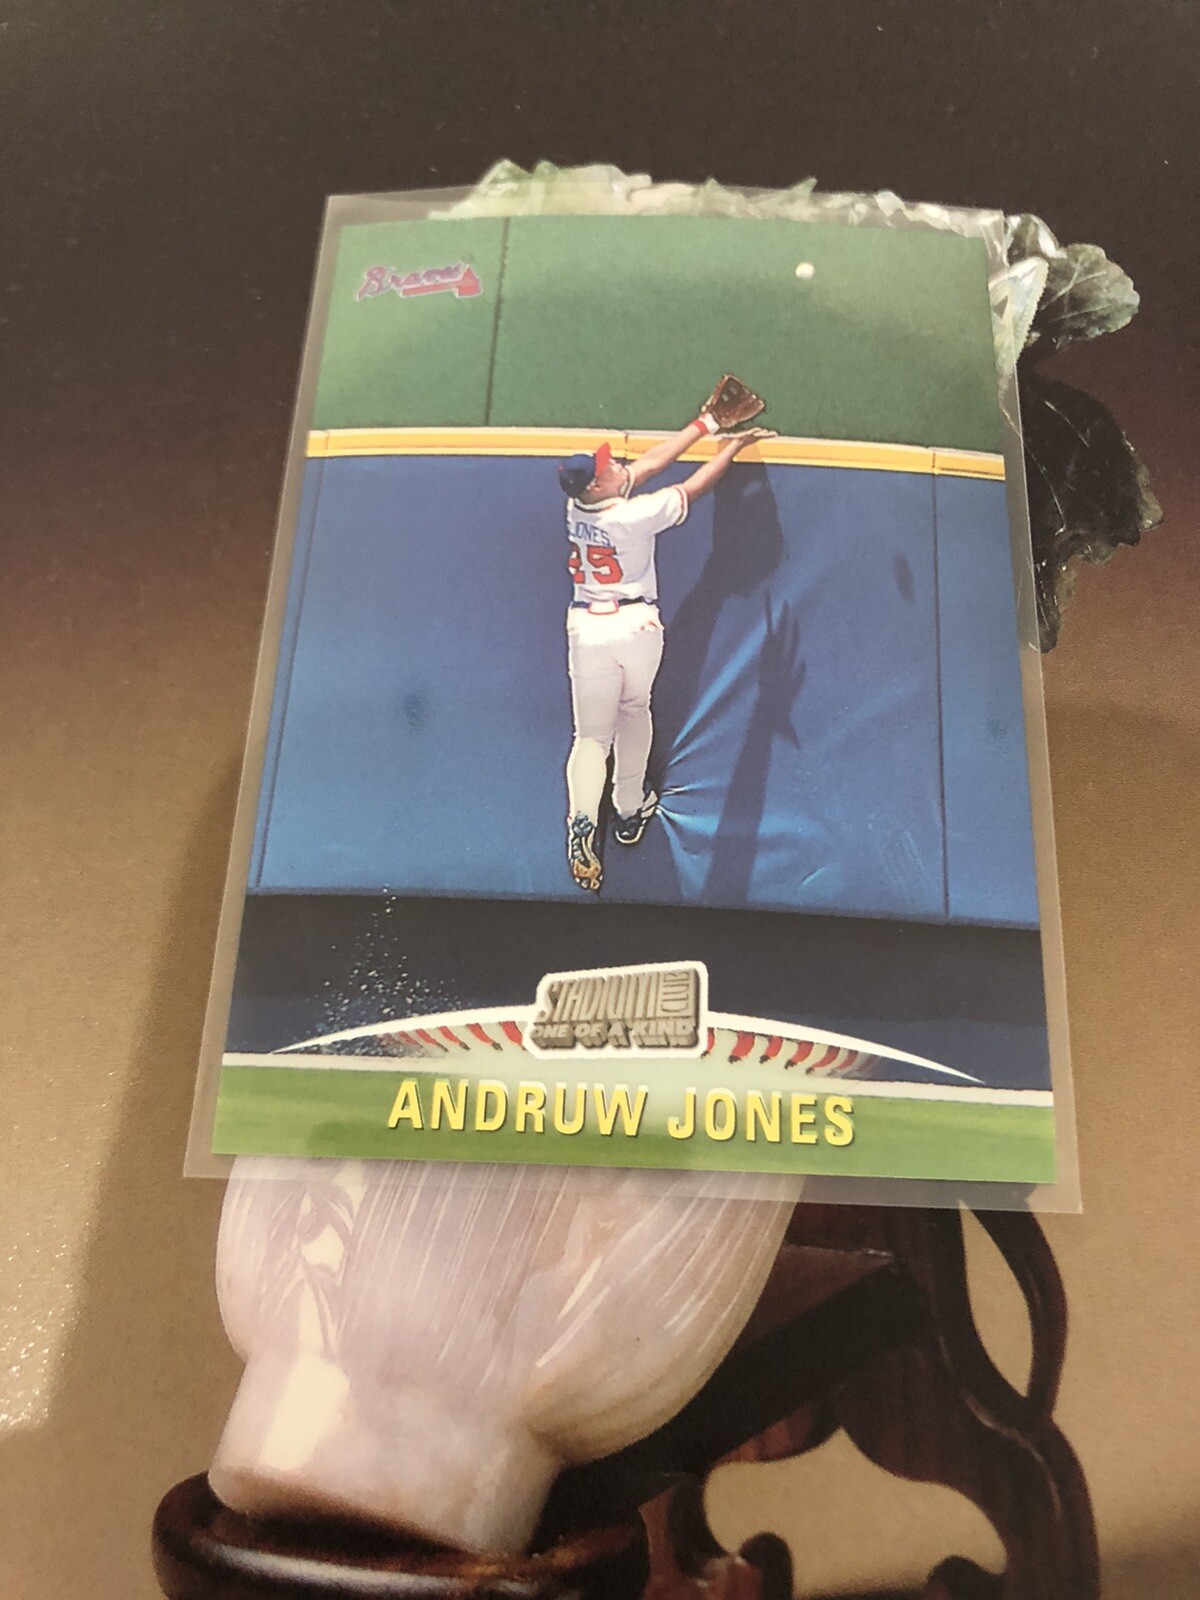 Braves
JONES
25
STADIUM CLUB
ONE OF A KIND
ANDRUW JONES